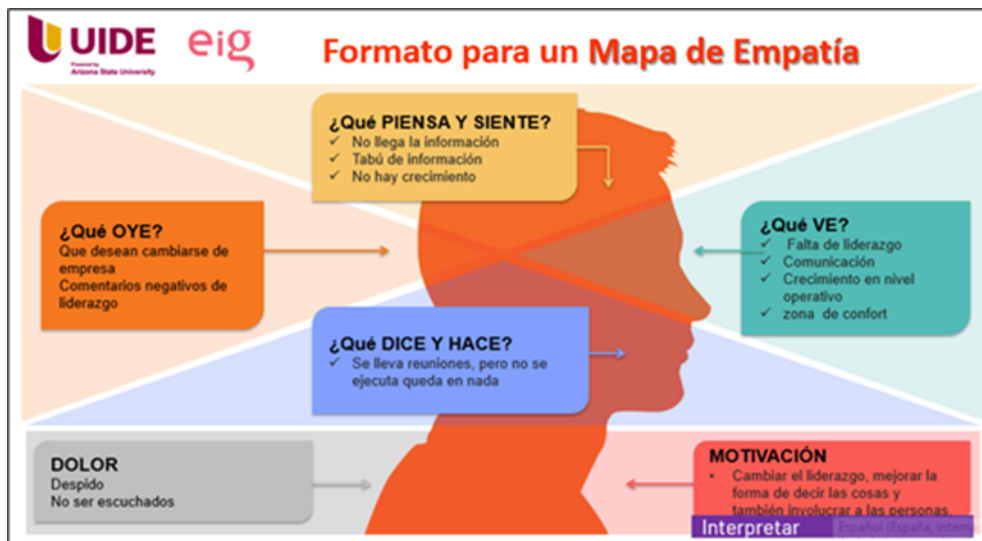 UIDE
Powered by
Arizona State University
eig
Formato para un Mapa de Empatía
¿Qué PIENSA Y SIENTE?
✓ No llega la información
✓ Tabú de información
✓ No hay crecimiento
¿Qué OYE?
Que desean cambiarse de
empresa
Comentarios negativos de
liderazgo
¿Qué VE?
✓ Falta de liderazgo
✓ Comunicación
✓ Crecimiento en nivel
operativo
✓ zona de confort
¿Qué DICE Y HACE?
✓ Se lleva reuniones, pero no se
ejecuta queda en nada
DOLOR
Despido
No ser escuchados
MOTIVACIÓN
• Cambiar el liderazgo, mejorar la
forma de decir las cosas y
también involucrar a las personas.
Interpretar
Español (España, internac